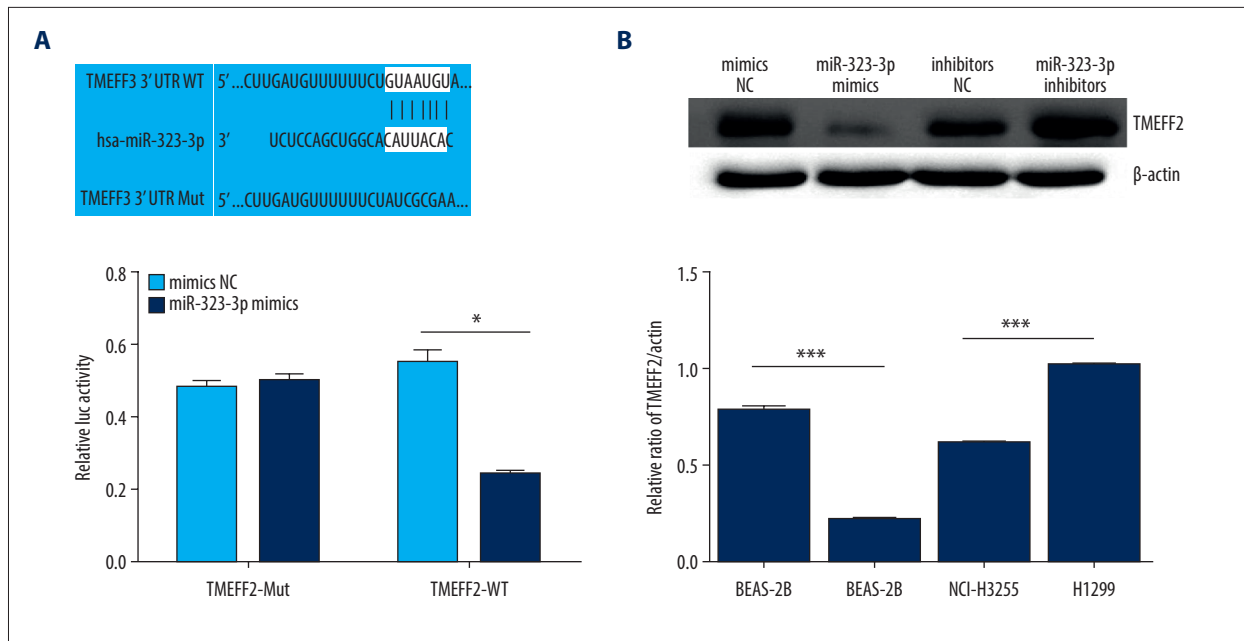 A
TMEFF3 3’ UTR WT 5’ ...CUUGAUGUUUUUUCUGUAAUGUA...
hsa-miR-323-3p 3’ UCUCCAGCUGGCACAUUACAC
TMEFF3 3’ UTR Mut 5’ ...CUUGAUGUUUUUUCUAUCGCGAA...
0.8
0.6
0.4
0.2
0.0
Relative luc activity
mimics NC
miR-323-3p mimics
*
TMEFF2-Mut TMEFF2-WT
B
mimics NC
miR-323-3p mimics
inhibitors NC
miR-323-3p inhibitors
TMEFF2
β-actin
1.5
1.0
0.5
0.0
Relative ratio of TMEFF2/actin
***
***
BEAS-2B BEAS-2B NCI-H3255 H1299